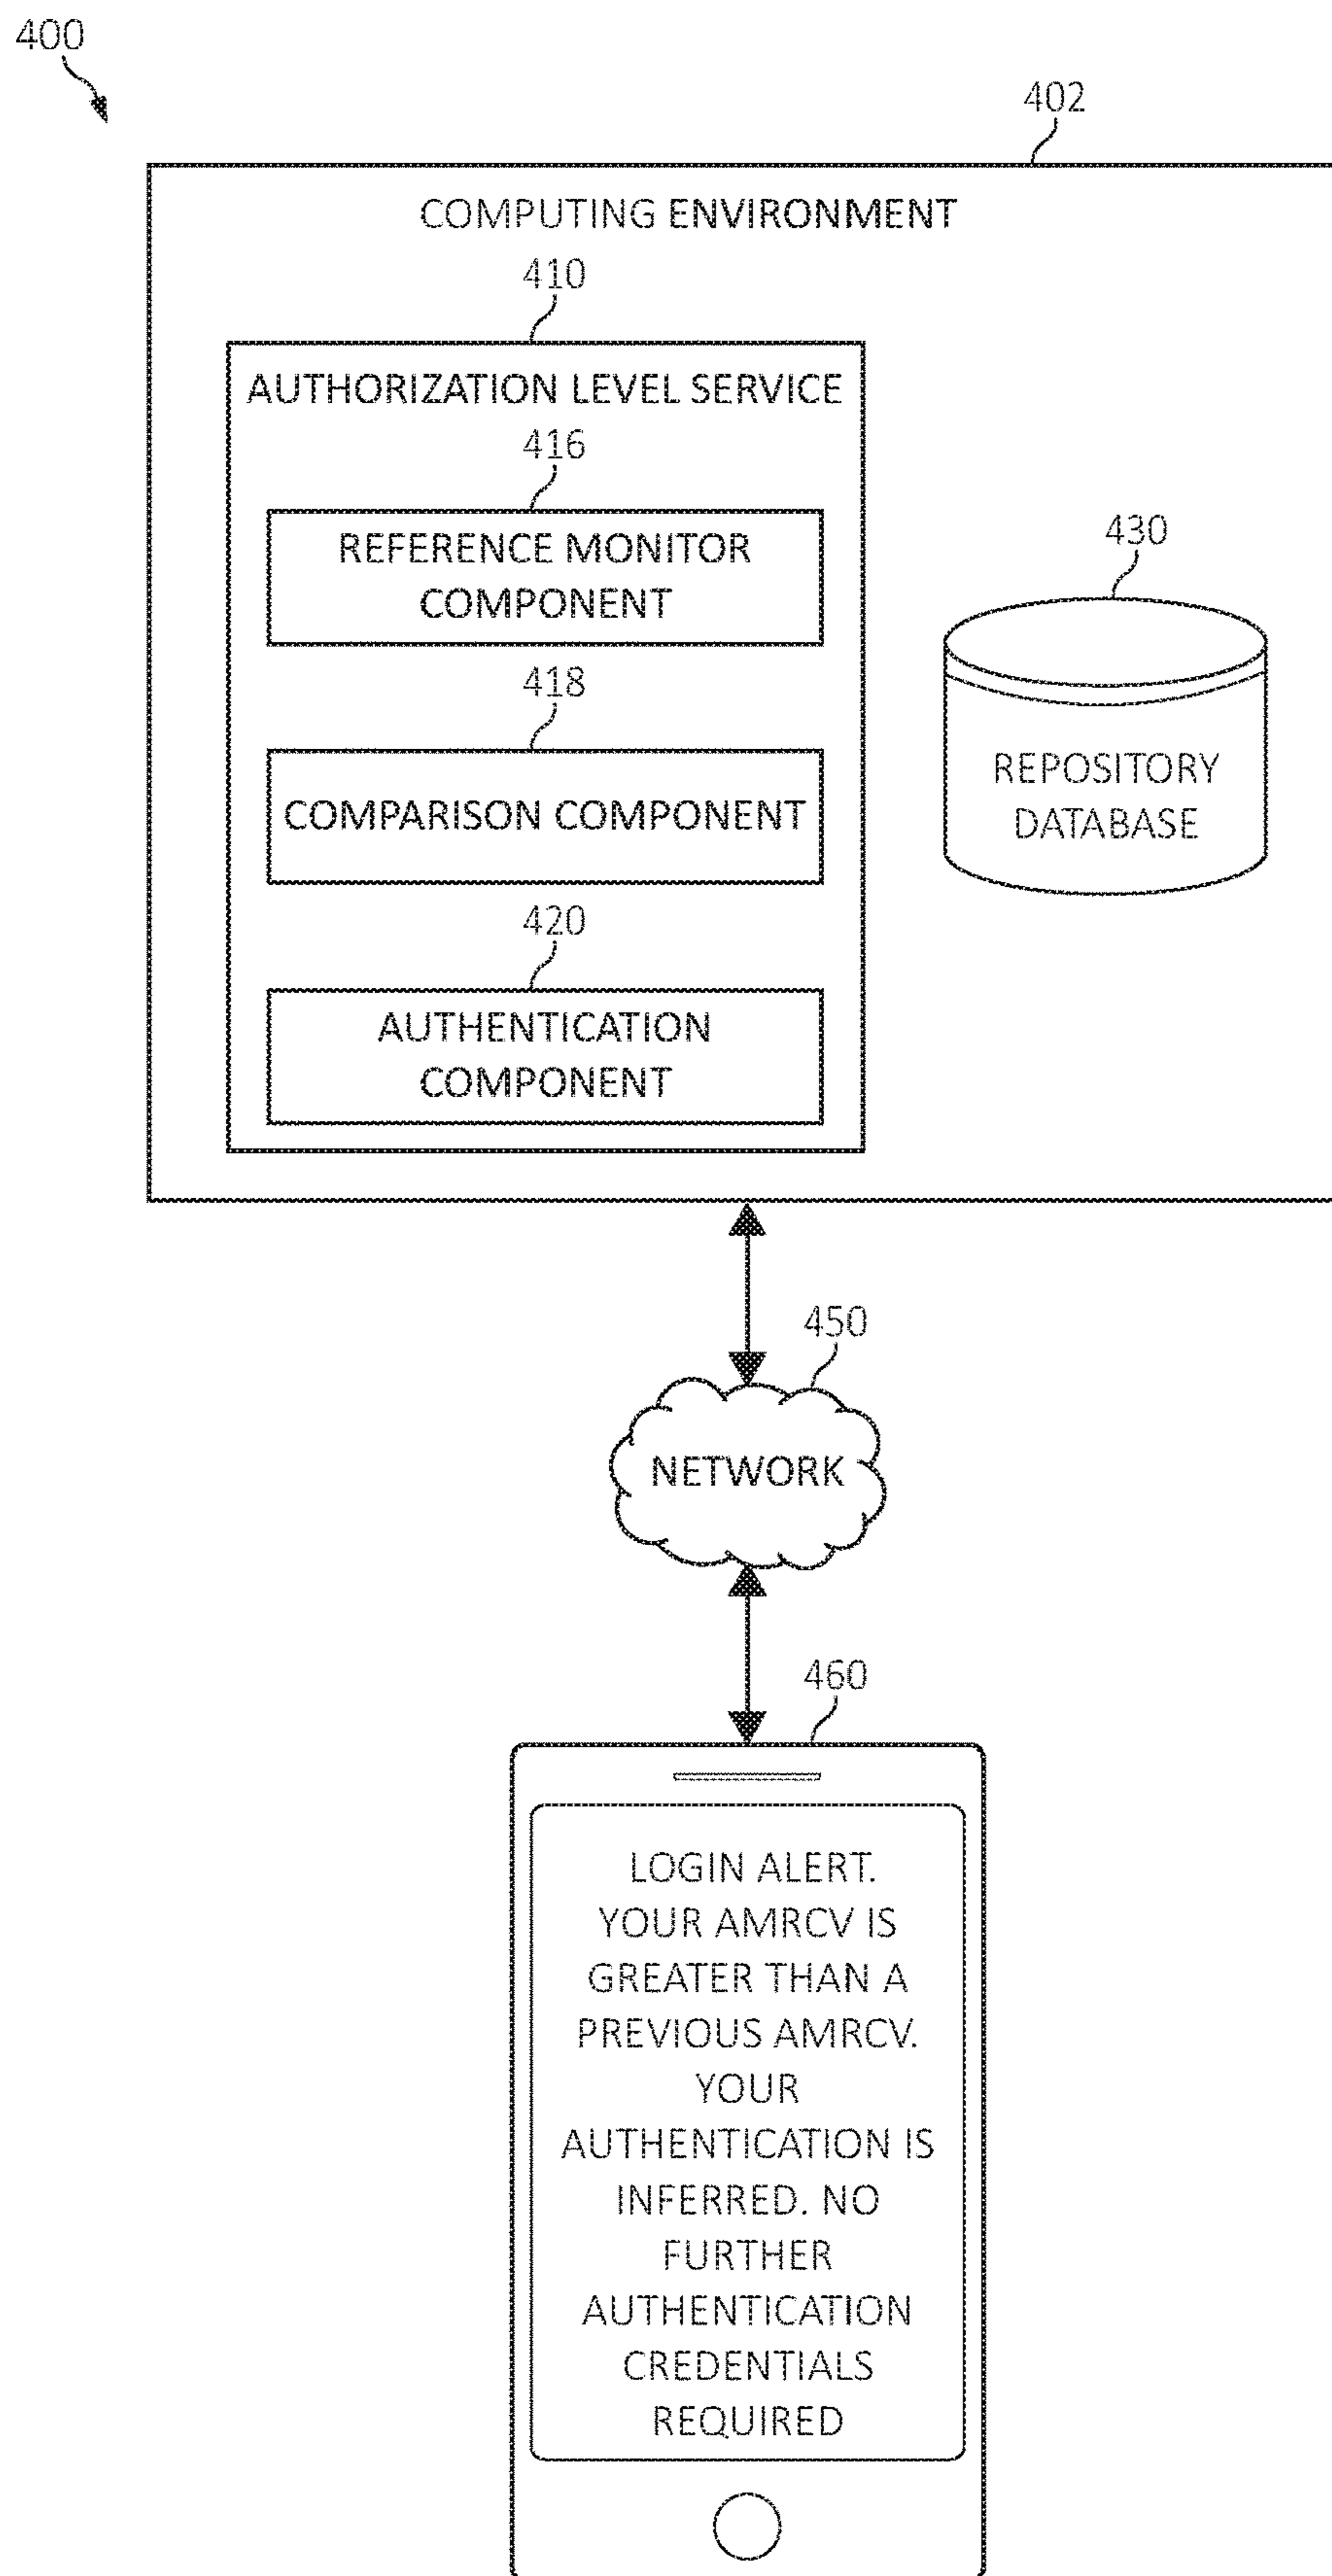 400
402
COMPUTING ENVIRONMENT
410
AUTHORIZATION LEVEL SERVICE
416
REFERENCE MONITOR
COMPONENT
418
COMPARISON COMPONENT
420
AUTHENTICATION
COMPONENT
430
REPOSITORY
DATABASE
450
NETWORK
460
LOGIN ALERT.
YOUR AMRCV IS
GREATER THAN A
PREVIOUS AMRCV.
YOUR
AUTHENTICATION IS
INFERRED. NO
FURTHER
AUTHENTICATION
CREDENTIALS
REQUIRED